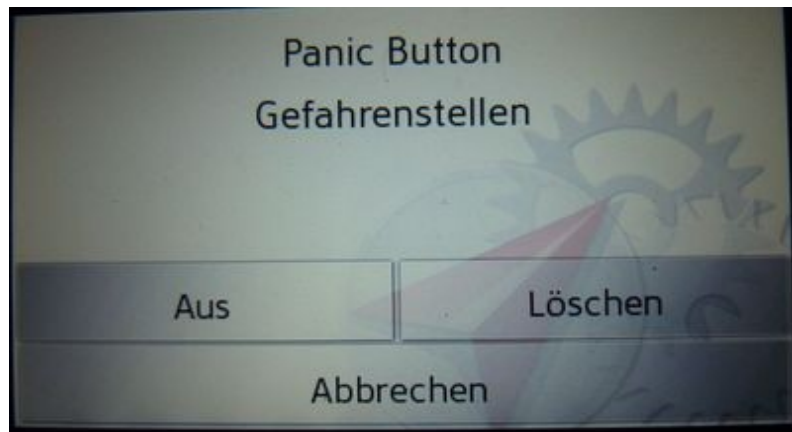 Panic Button
Gefahrenstellen
Aus
Löschen
Abbrechen